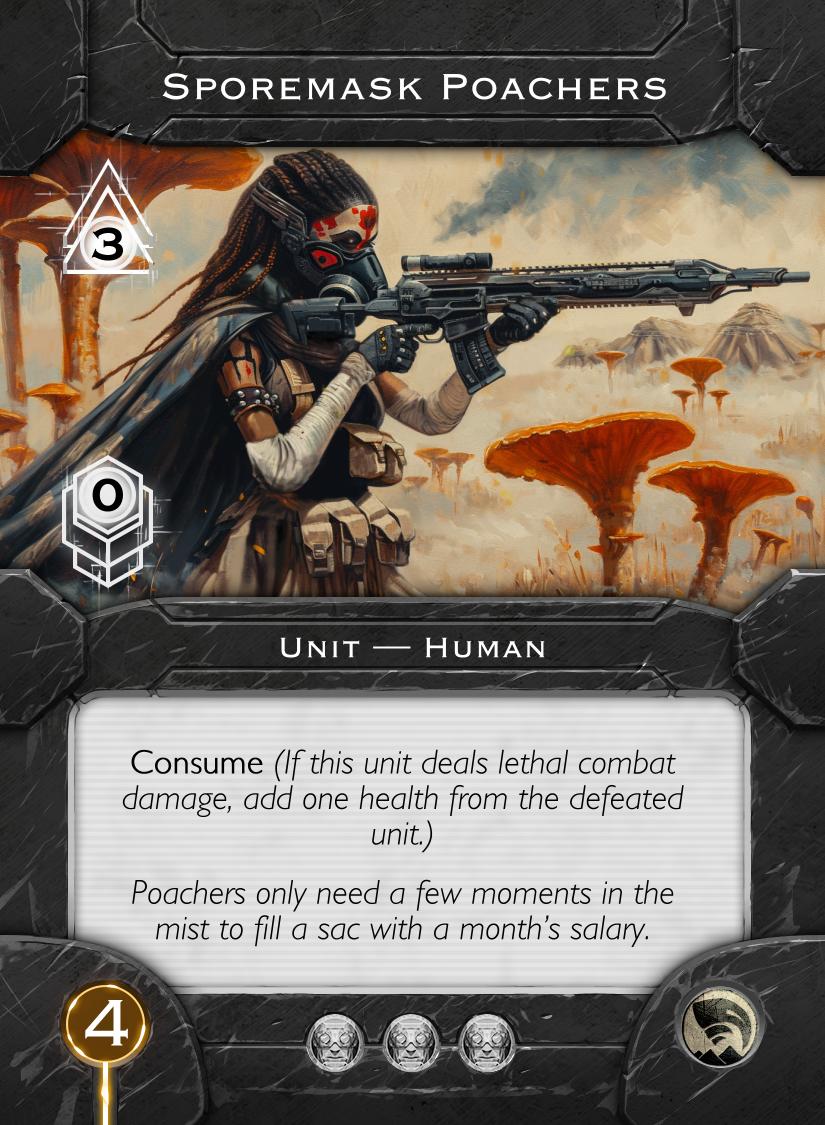 Sporemask Poachers
3
0
Unit — Human
Consume (If this unit deals lethal combat
damage, add one health from the defeated
unit.)
Poachers only need a few moments in the
mist to fill a sac with a month's salary.
4